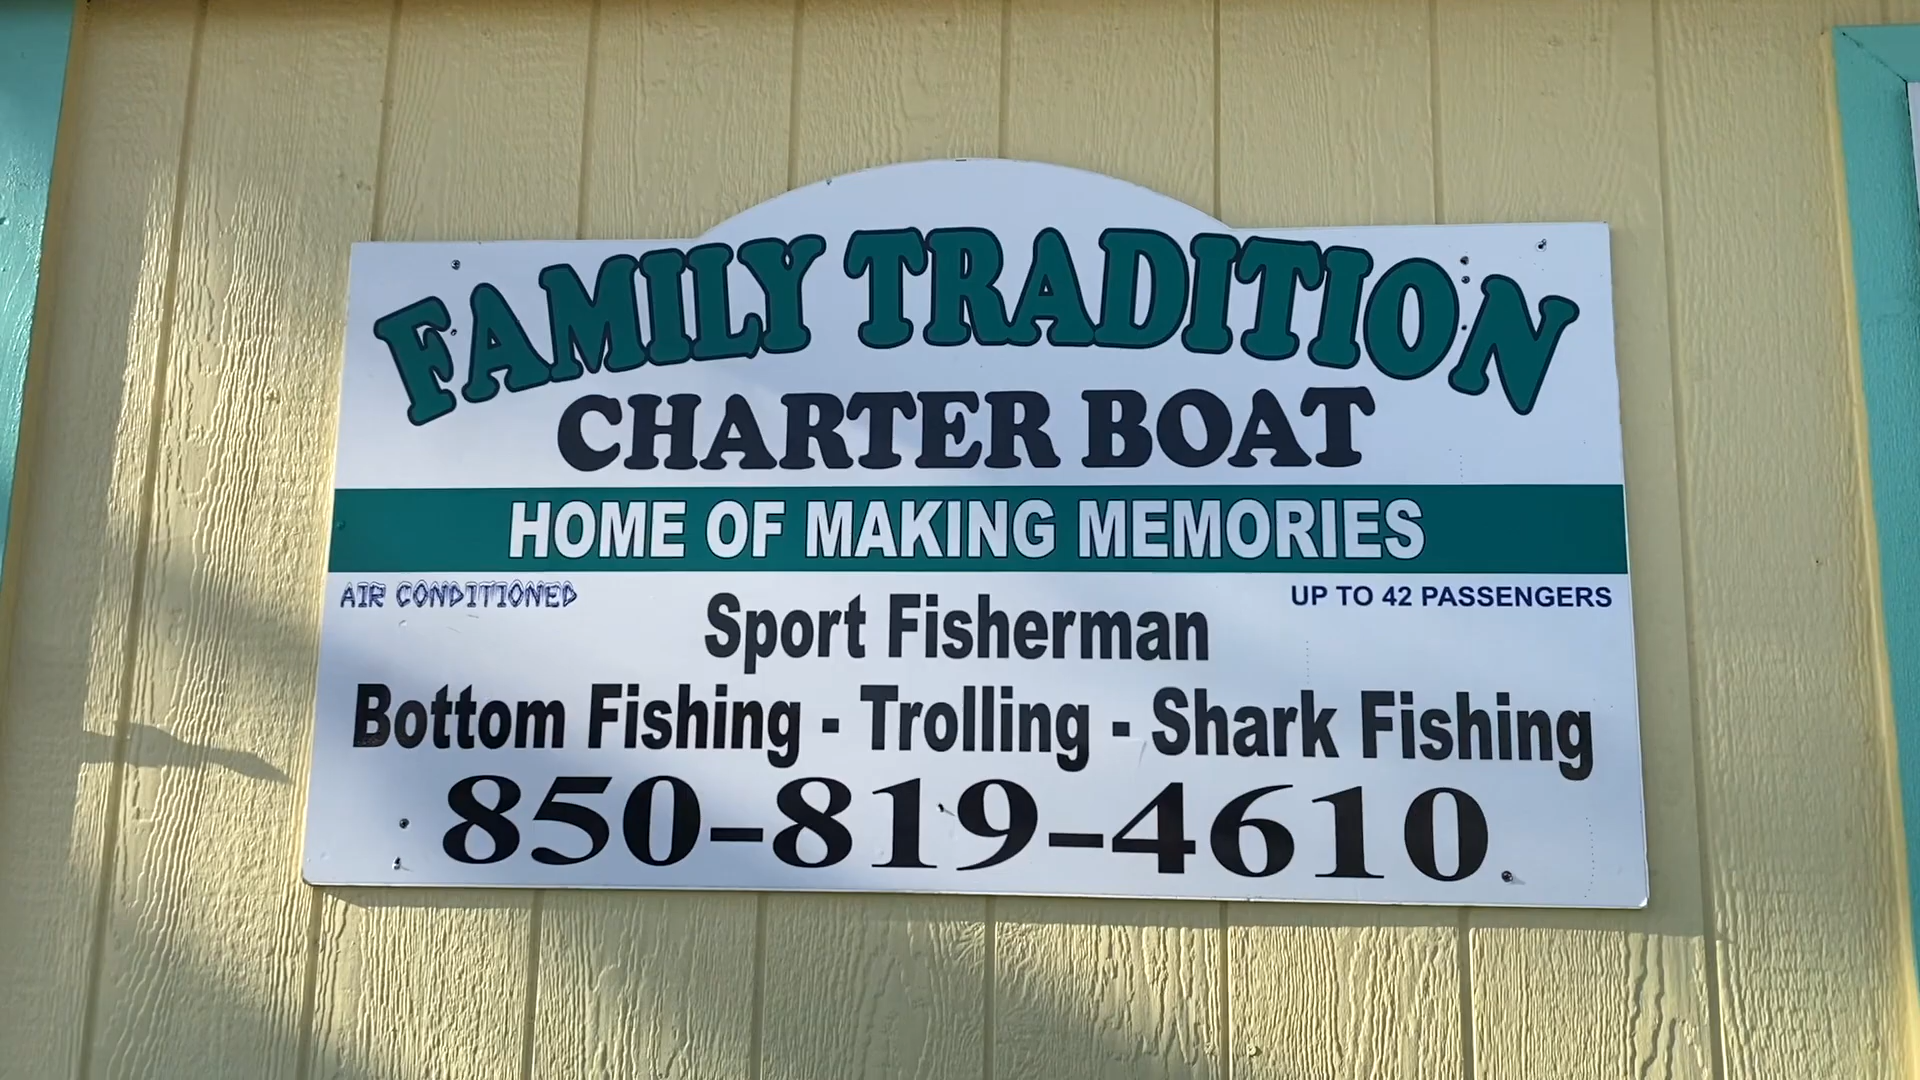 FAMILY TRADITION
CHARTER BOAT
HOME OF MAKING MEMORIES
AIR CONDITIONED
UP TO 42 PASSENGERS
Sport Fisherman
Bottom Fishing - Trolling - Shark Fishing
850-819-4610